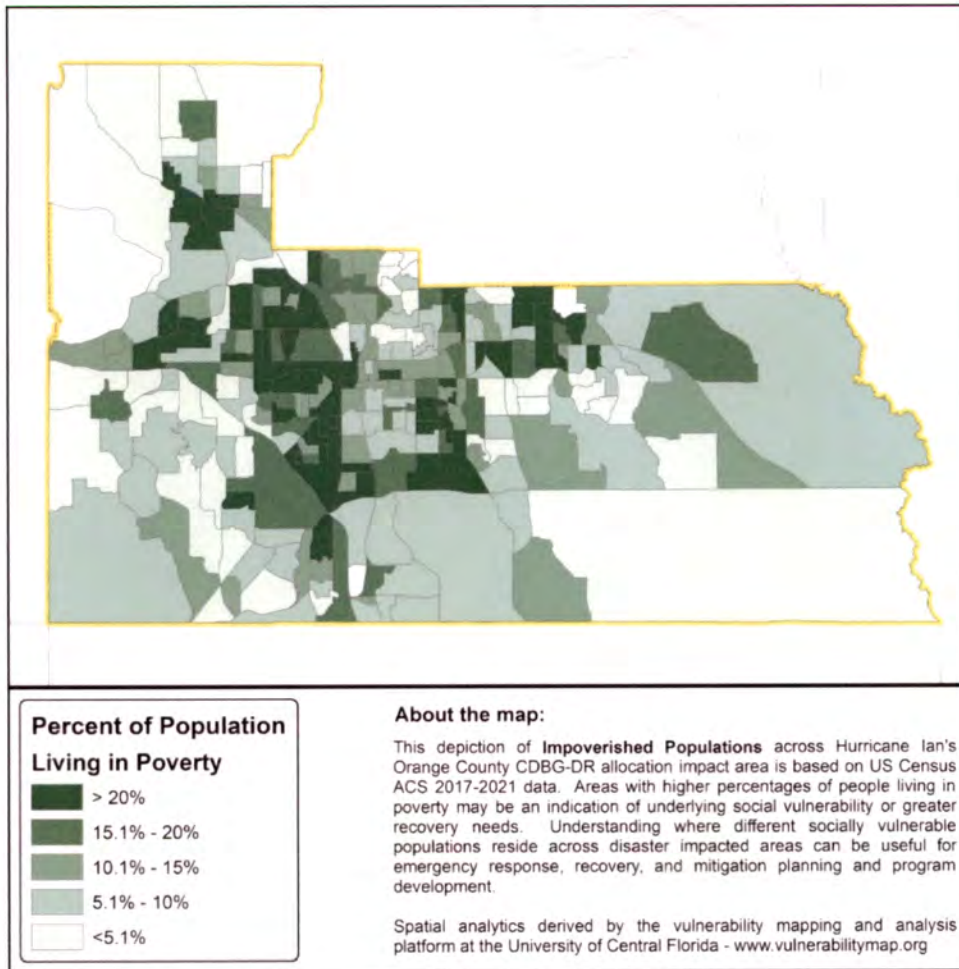 Percent of Population
Living in Poverty
> 20%
15.1% - 20%
10.1% - 15%
5.1% - 10%
<5.1%
About the map:
This depiction of Impoverished Populations across Hurricane Ian's
Orange County CDBG-DR allocation impact area is based on US Census
ACS 2017-2021 data. Areas with higher percentages of people living in
poverty may be an indication of underlying social vulnerability or greater
recovery needs. Understanding where different socially vulnerable
populations reside across disaster impacted areas can be useful for
emergency response, recovery, and mitigation planning and program
development.
Spatial analytics derived by the vulnerability mapping and analysis
platform at the University of Central Florida - www.vulnerabilitymap.org